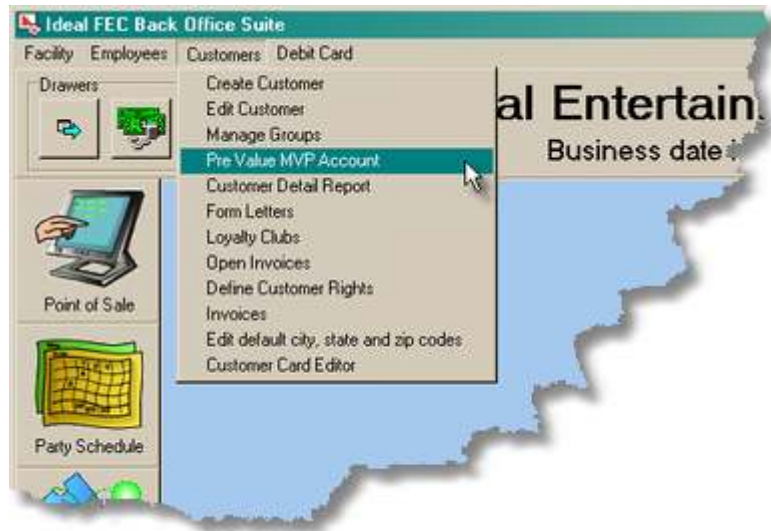 Ideal FEC Back Office Suite
Facility Employees Customers Debit Card
Drawers
Create Customer
Edit Customer
Manage Groups
Pre Value MVP Account
Customer Detail Report
Form Letters
Loyalty Clubs
Open Invoices
Define Customer Rights
Invoices
Edit default city, state and zip codes
Customer Card Editor
al Entertain
Business date i
Point of Sale
Party Schedule